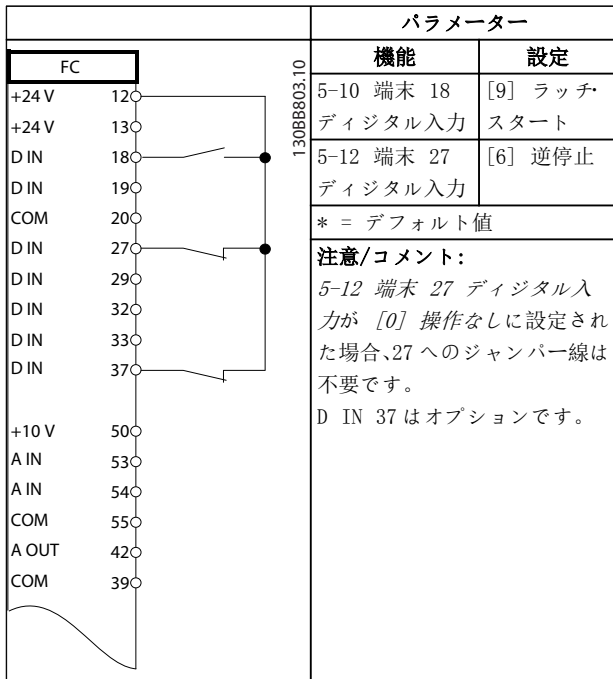 FC
+24 V 12
+24 V 13
D IN 18
D IN 19
COM 20
D IN 27
D IN 29
D IN 32
D IN 33
D IN 37
+10 V 50
A IN 53
A IN 54
COM 55
A OUT 42
COM 39
130BB803.10
パラメーター
機能 設定
5-10 端末 18 [9] ラッチ・
ディジタル入力 スタート
5-12 端末 27 [6] 逆停止
ディジタル入力
* = デフォルト値
注意/コメント:
5-12 端末 27 ディジタル入
力が [0] 操作なしに設定され
た場合、27 へのジャンパー線は
不要です。
D IN 37 はオプションです。